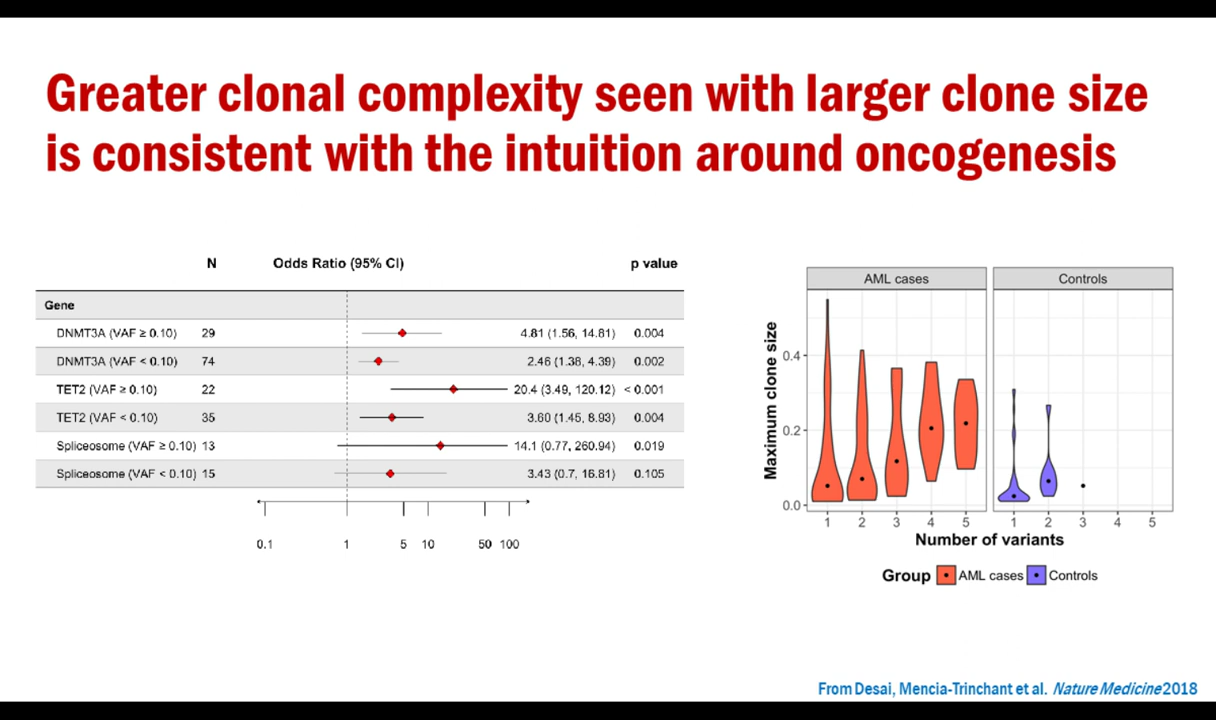 Greater clonal complexity seen with larger clone size
is consistent with the intuition around oncogenesis
N Odds Ratio (95% CI) p value
Gene
DNMT3A (VAF ≥ 0.10) 29 4.81 (1.56, 14.81) 0.004
DNMT3A (VAF < 0.10) 74 2.46 (1.38, 4.39) 0.002
TET2 (VAF ≥ 0.10) 22 20.4 (3.49, 120.12) < 0.001
TET2 (VAF < 0.10) 35 3.60 (1.45, 8.93) 0.004
Spliceosome (VAF ≥ 0.10) 13 14.1 (0.77, 260.94) 0.019
Spliceosome (VAF < 0.10) 15 3.43 (0.7, 16.81) 0.105
0.1 1 5 10 50 100
AML cases Controls
Maximum clone size
0.4
0.2
0.0
1 2 3 4 5 1 2 3 4 5
Number of variants
Group AML cases Controls
From Desai, Mencia-Trinchant et al. Nature Medicine 2018